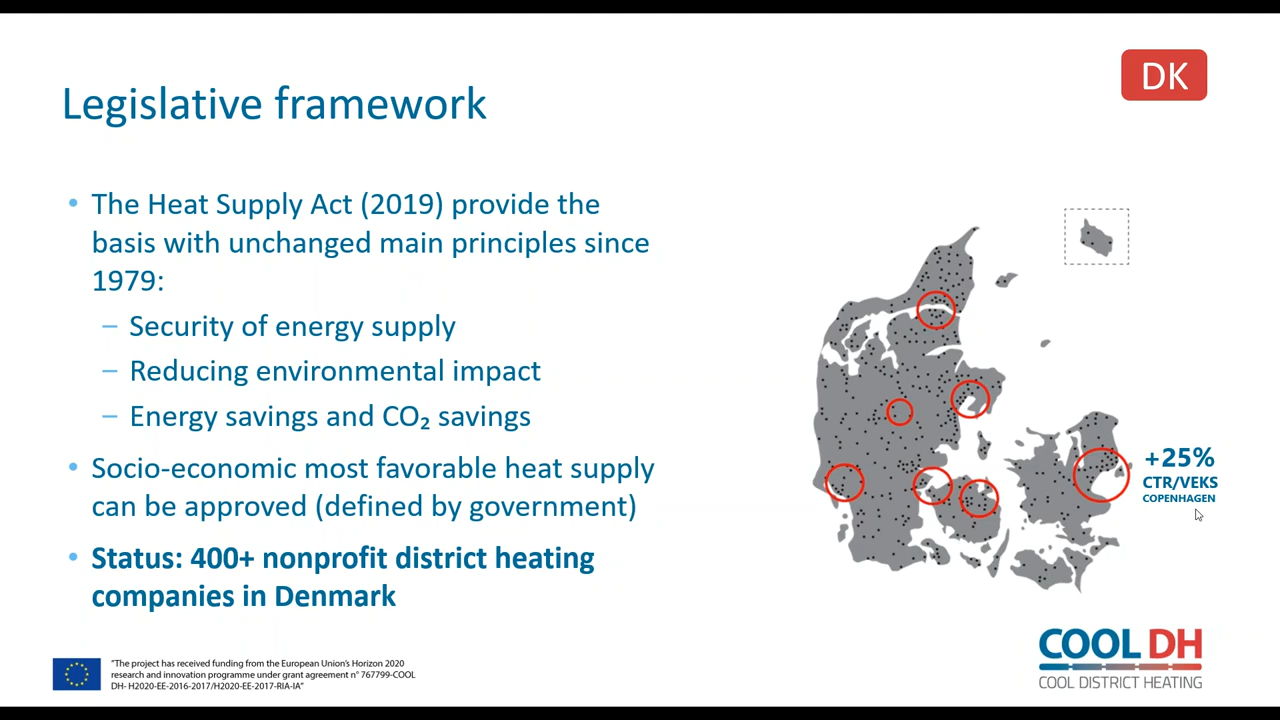 DK
Legislative framework
• The Heat Supply Act (2019) provide the
basis with unchanged main principles since
1979:
– Security of energy supply
– Reducing environmental impact
– Energy savings and CO₂ savings
• Socio-economic most favorable heat supply
can be approved (defined by government)
• Status: 400+ nonprofit district heating
companies in Denmark
+25%
CTR/VEKS
COPENHAGEN
"The project has received funding from the European Union's Horizon 2020
research and innovation programme under grant agreement n° 767799-COOL
DH- H2020-EE-2016-2017/H2020-EE-2017-RIA-IA"
COOL DH
COOL DISTRICT HEATING